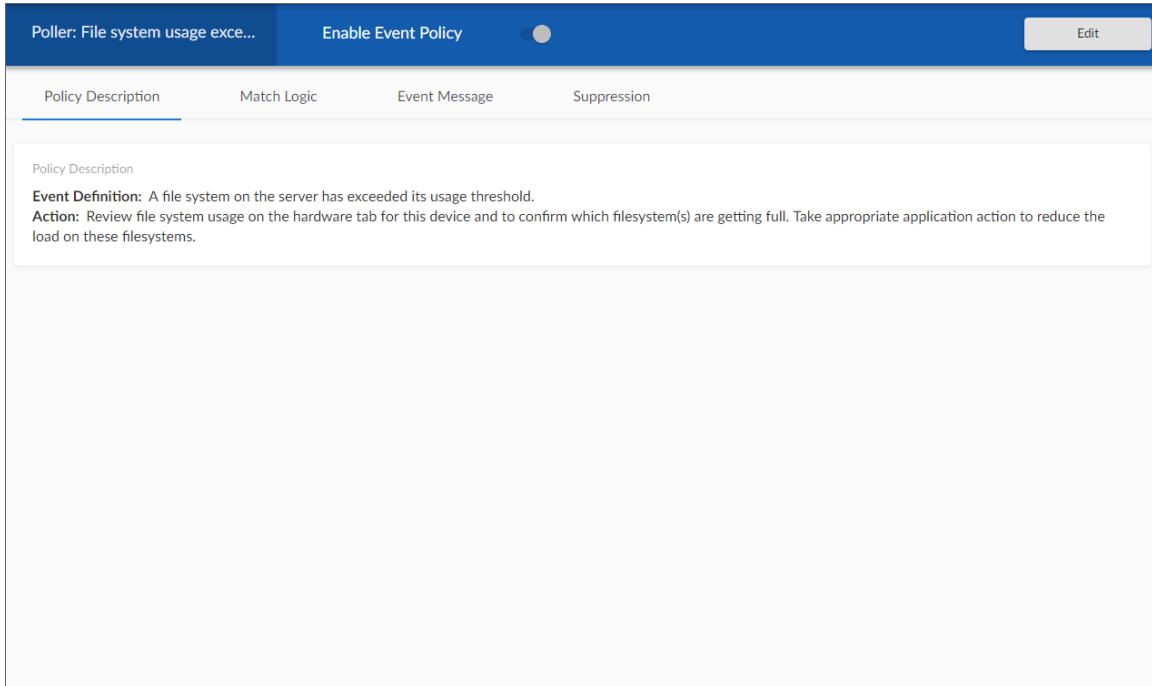 Poller: File system usage exce... Enable Event Policy Edit
Policy Description Match Logic Event Message Suppression
Policy Description
Event Definition: A file system on the server has exceeded its usage threshold.
Action: Review file system usage on the hardware tab for this device and to confirm which filesystem(s) are getting full. Take appropriate application action to reduce the
load on these filesystems.